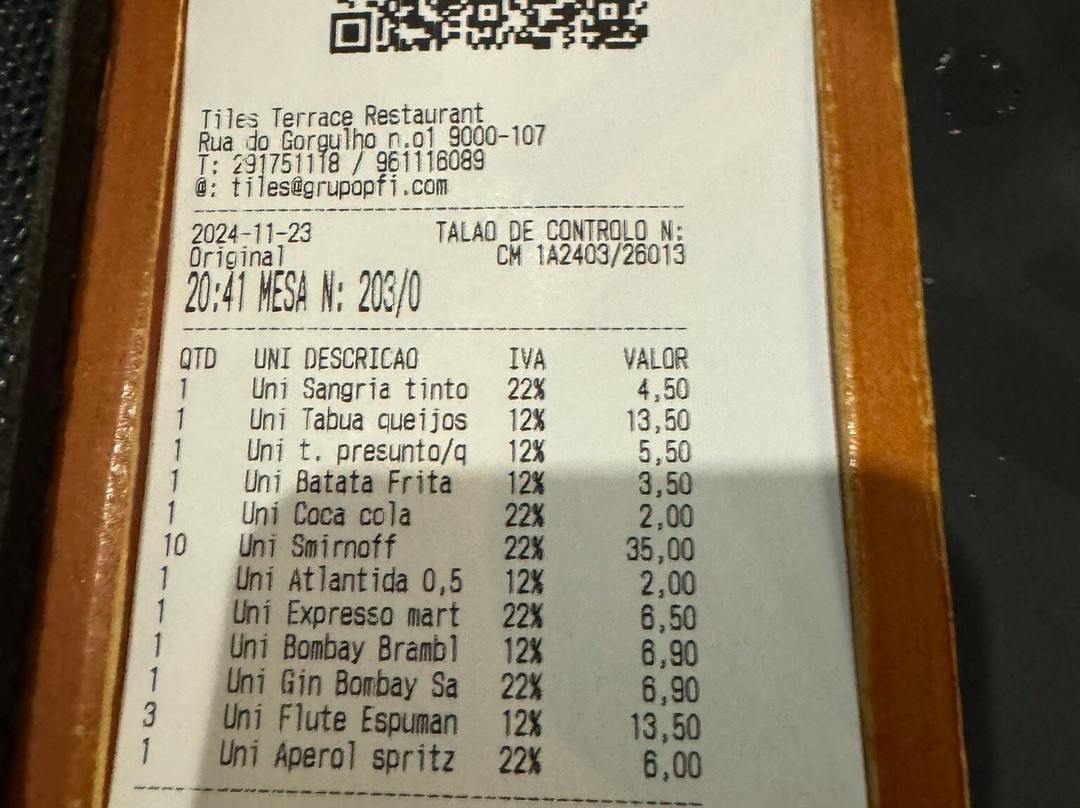 Tiles Terrace Restaurant
Rua do Gorgulho n.o1 9000-107
T: 291751118 / 961116089
@: tiles@grupopfi.com
2024-11-23 TALAO DE CONTROLO N:
Original CM 1A2403/26013
20:41 MESA N: 203/0
QTD UNI DESCRICAO IVA VALOR
1 Uni Sangria tinto 22% 4,50
1 Uni Tabua queijos 12% 13,50
1 Uni t. presunto/q 12% 5,50
1 Uni Batata Frita 12% 3,50
1 Uni Coca cola 22% 2,00
10 Uni Smirnoff 22% 35,00
1 Uni Atlantida 0,5 12% 2,00
1 Uni Expresso mart 22% 6,50
1 Uni Bombay Brambl 12% 6,90
1 Uni Gin Bombay Sa 22% 6,90
3 Uni Flute Espuman 12% 13,50
1 Uni Aperol spritz 22% 6,00